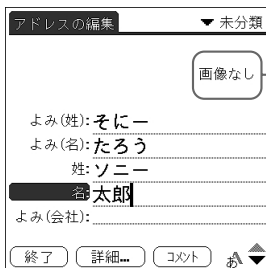 アドレスの編集 ▼ 未分類
画像なし
よみ(姓): そにー
よみ(名): たろう
姓: ソニー
名: 太郎
よみ(会社):
終了 詳細... コメント あ